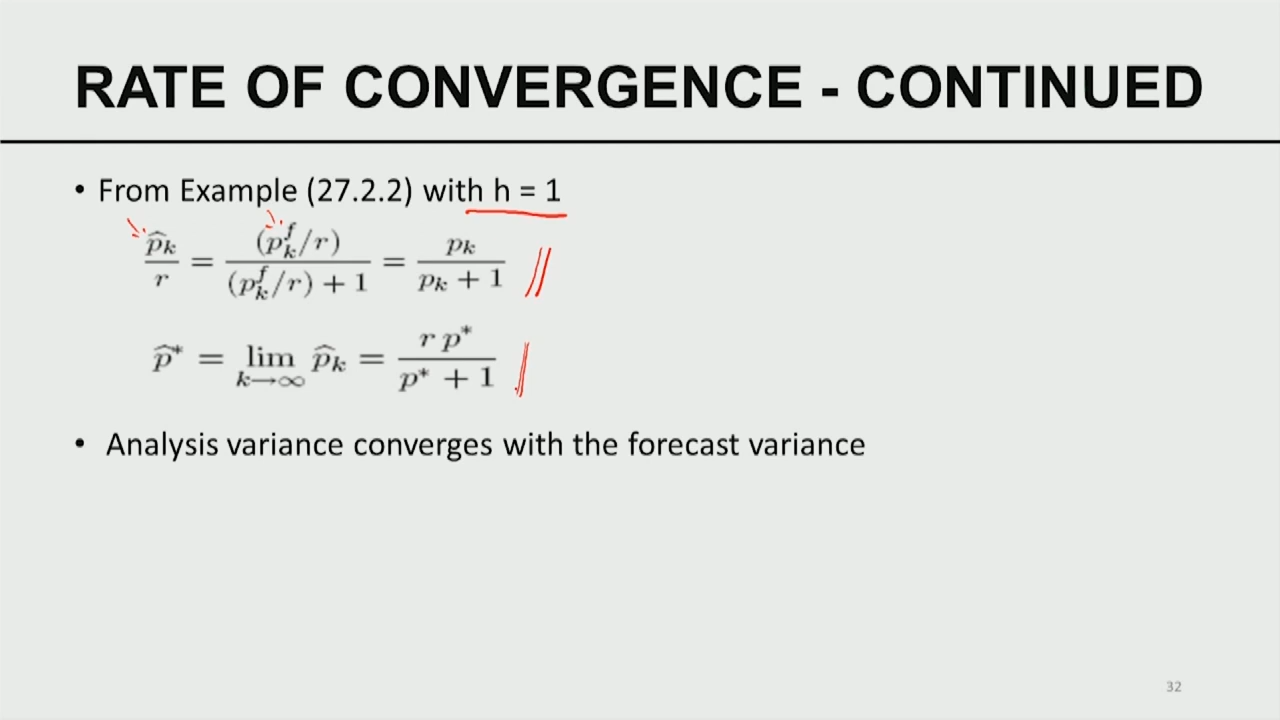 RATE OF CONVERGENCE - CONTINUED
• From Example (27.2.2) with h = 1
p̂ₖ / r = (pₖᶠ/r) / ((pₖᶠ/r) + 1) = pₖ / (pₖ + 1)
p̂* = lim k→∞ p̂ₖ = r p* / (p* + 1)
• Analysis variance converges with the forecast variance
32